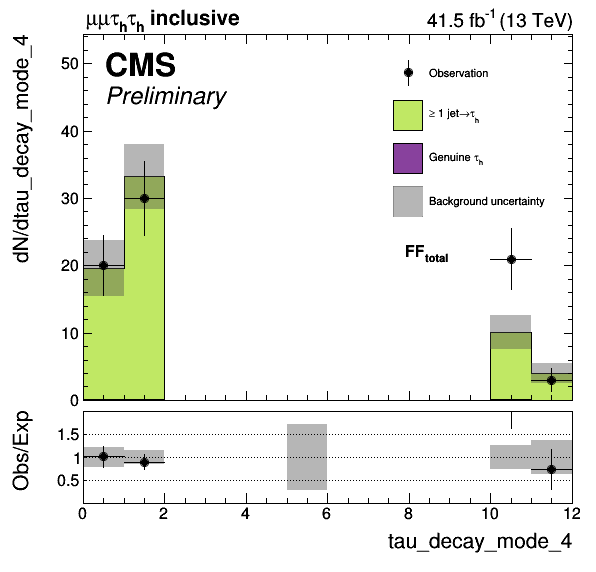 μμτhτh inclusive
41.5 fb-1 (13 TeV)
CMS
Preliminary
Observation
≥ 1 jet→τh
Genuine τh
Background uncertainty
FFtotal
dN/dtau_decay_mode_4
50
40
30
20
10
0
Obs/Exp
1.5
1
0.5
0 2 4 6 8 10 12
tau_decay_mode_4